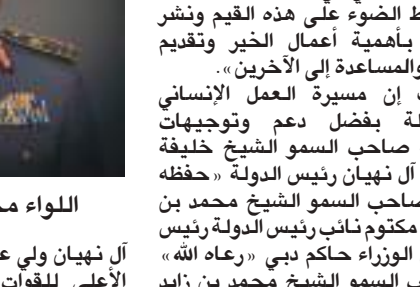 ط الضوء على هذه القيم ونشر
بأهمية أعمال الخير وتقديم
والمساعدة إلى الآخرين».
إن مسيرة العمل الإنساني
لة بفضل دعم وتوجيهات
صاحب السمو الشيخ خليفة
آل نهيان رئيس الدولة «حفظه
صاحب السمو الشيخ محمد بن
مكتوم نائب رئيس الدولة رئيس
الوزراء حاكم دبي «رعاه الله»
السمو الشيخ محمد بن زايد
اللواء مح
آل نهيان ولي ع
الأعلى للقوات